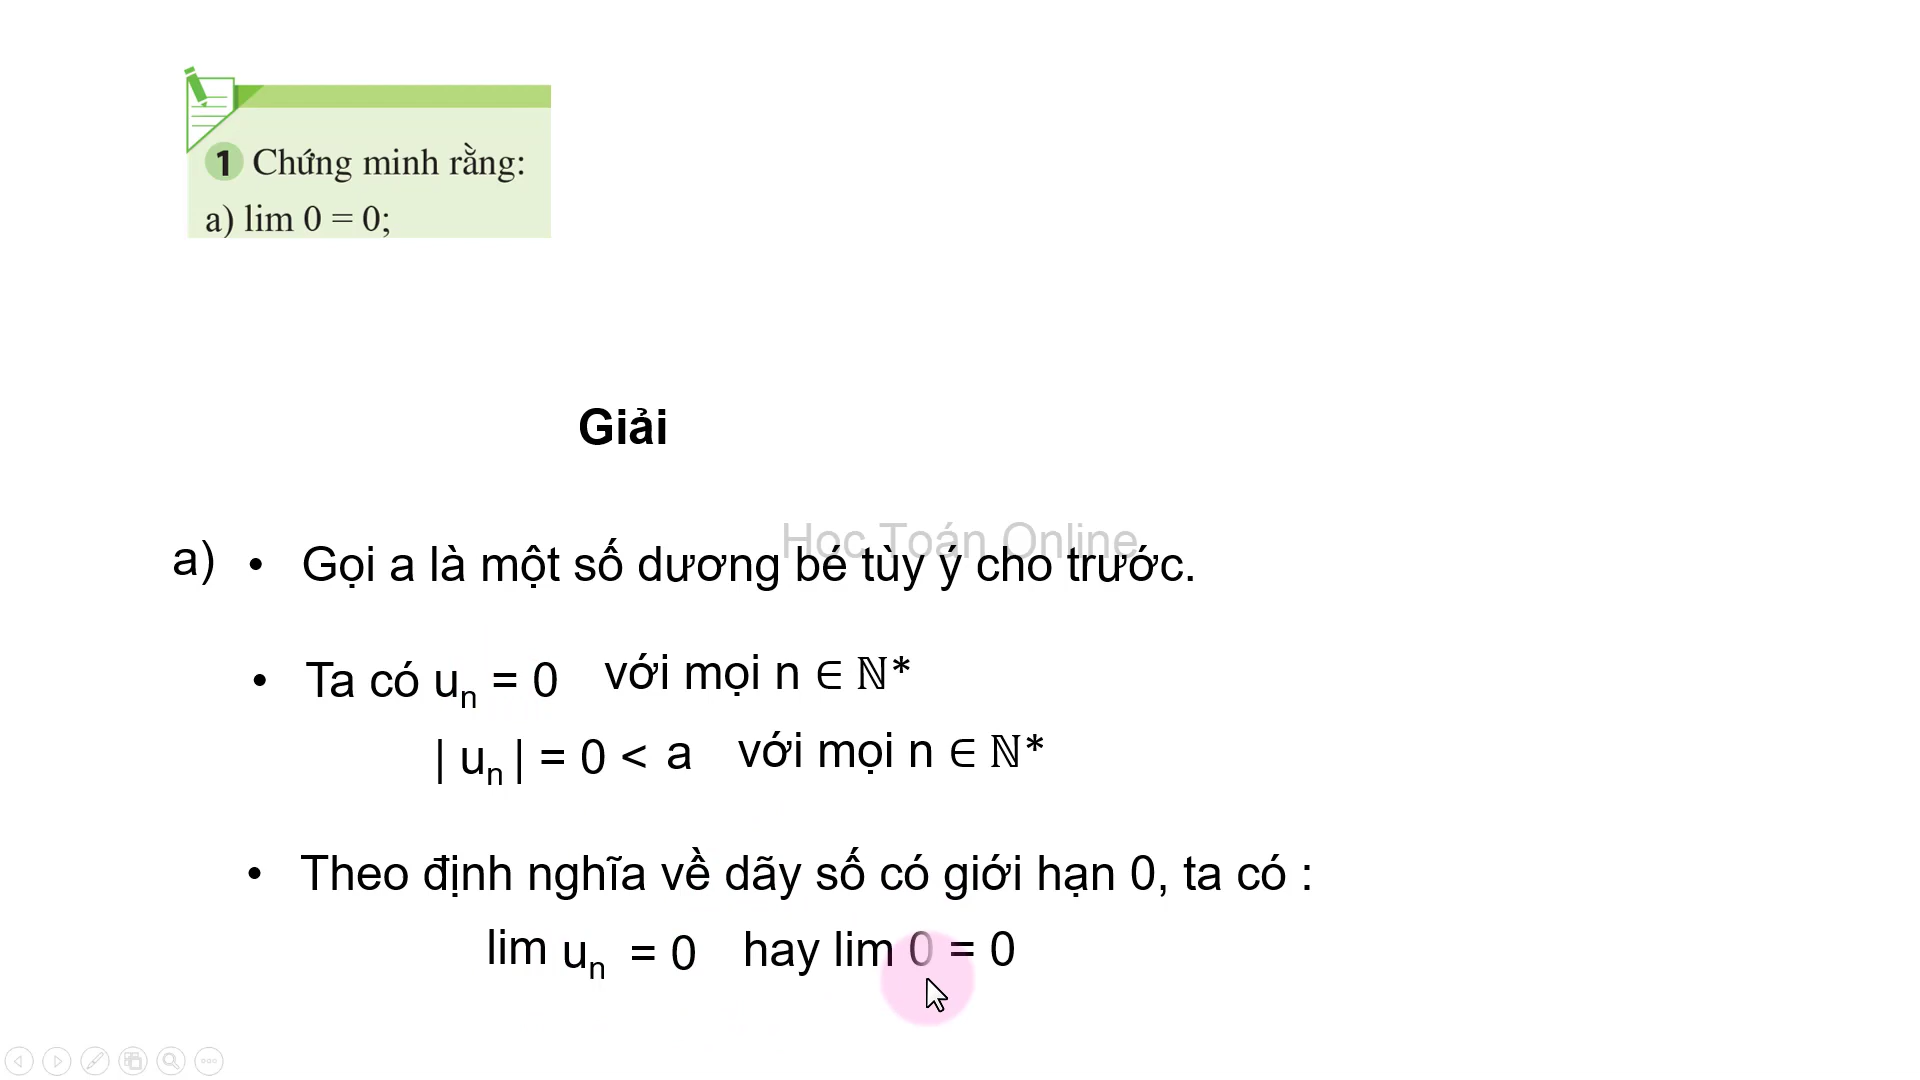 1 Chứng minh rằng:
a) lim 0 = 0;
Giải
Học Toán Online
a) • Gọi a là một số dương bé tùy ý cho trước.
• Ta có uₙ = 0 với mọi n ∈ ℕ*
| uₙ | = 0 < a với mọi n ∈ ℕ*
• Theo định nghĩa về dãy số có giới hạn 0, ta có :
lim uₙ = 0 hay lim 0 = 0